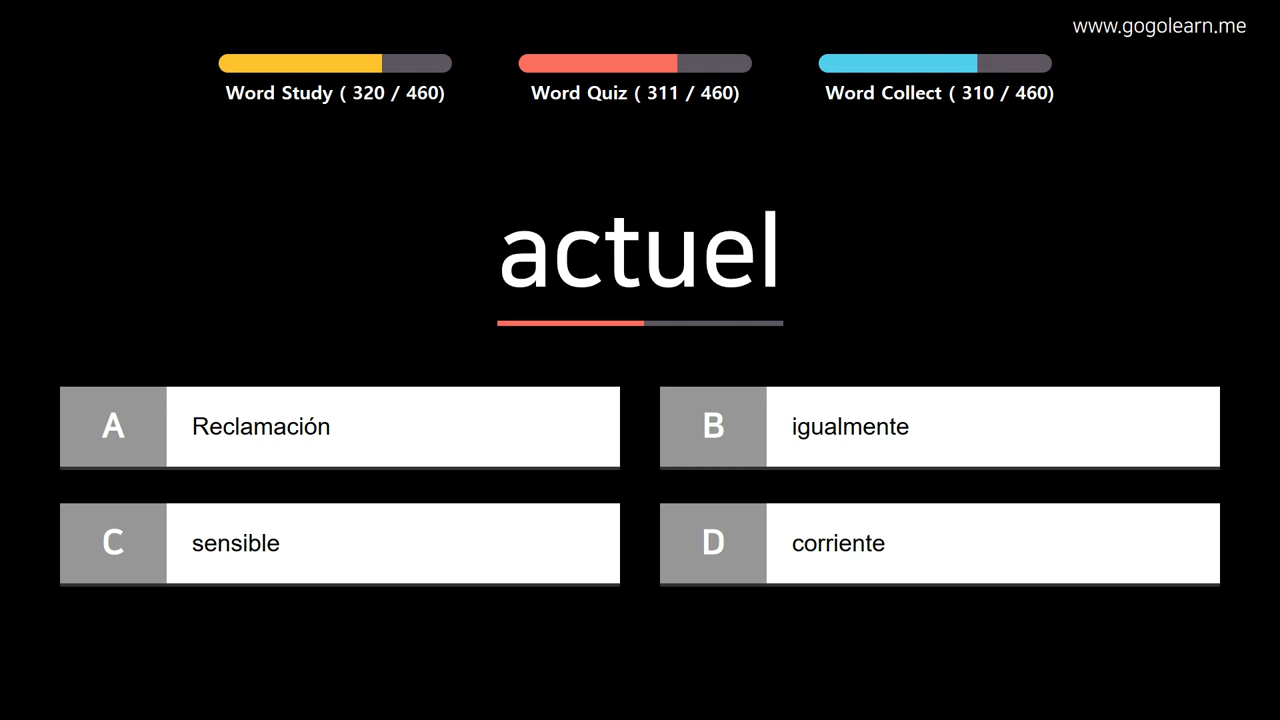 www.gogolearn.me
Word Study ( 320 / 460)
Word Quiz ( 311 / 460)
Word Collect ( 310 / 460)
actuel
A
Reclamación
B
igualmente
C
sensible
D
corriente